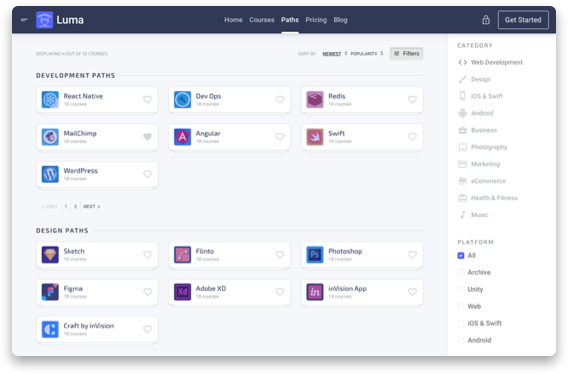 Luma
Home Courses Paths Pricing Blog
Get Started
DISPLAYING 4 OUT OF 10 COURSES
SORT BY NEWEST POPULARITY Filters
DEVELOPMENT PATHS
React Native
18 courses
Dev Ops
18 courses
Redis
18 courses
MailChimp
18 courses
Angular
18 courses
Swift
18 courses
WordPress
18 courses
PREV 1 2 NEXT
DESIGN PATHS
Sketch
18 courses
Flinto
18 courses
Photoshop
18 courses
Figma
18 courses
Adobe XD
18 courses
inVision App
18 courses
Craft by inVision
18 courses
CATEGORY
Web Development
Design
iOS & Swift
Android
Business
Photography
Marketing
eCommerce
Health & Fitness
Music
PLATFORM
All
Archive
Unity
Web
iOS & Swift
Android